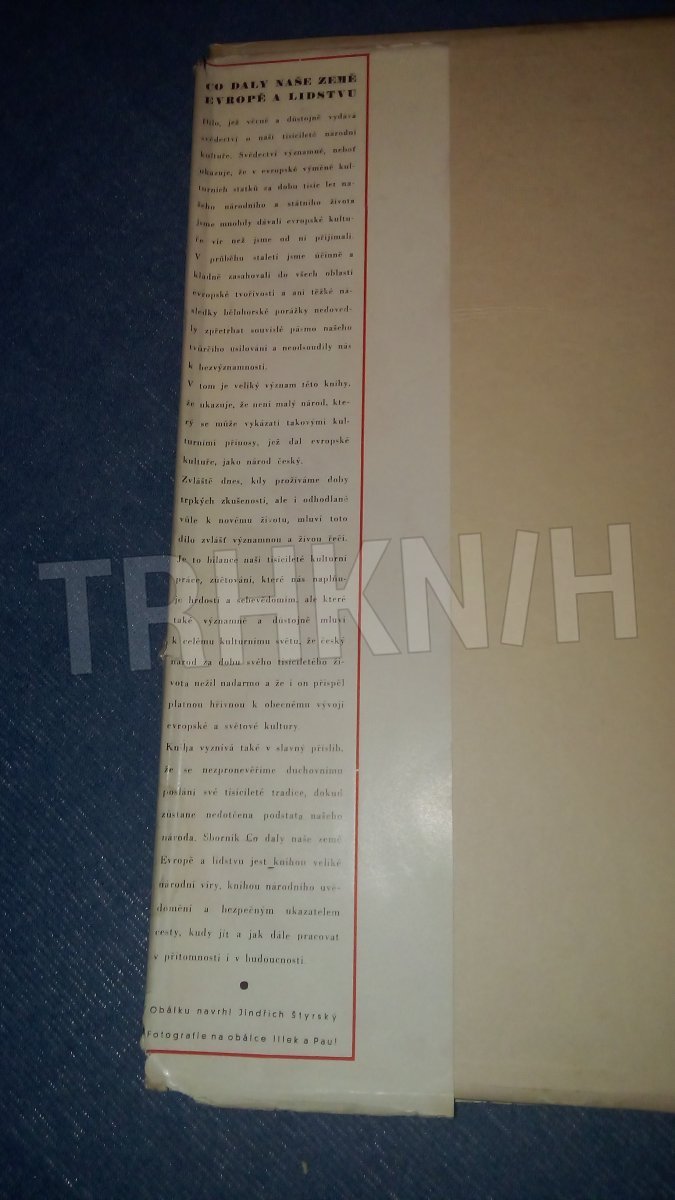 CO DALY NAŠE ZEMĚ
EVROPĚ A LIDSTVU
Dílo, jež věcně a důstojně vydává
svědectví o naší tisícileté národní
kultuře. Svědectví významné, neboť
ukazuje, že v evropské výměně kul-
turních statků za dobu tisíc let na-
šeho národního a státního života
jsme mnohdy dávali evropské kultu-
ře víc než jsme od ní přijímali.
V průběhu staletí jsme účinně a
kladně zasahovali do všech oblastí
evropské tvořivosti a ani těžké ná-
sledky bělohorské porážky nedoved-
ly zpřetrhat souvislé pásmo našeho
tvůrčího usilování a neodsoudily nás
k bezvýznamnosti.
V tom je veliký význam této knihy,
že ukazuje, že není malý národ, kte-
rý se může vykázati takovými kul-
turními přínosy, jež dal evropské
kultuře, jako národ český.
Zvláště dnes, kdy prožíváme doby
trpkých zkušeností, ale i odhodlané
vůle k novému životu, mluví toto
dílo zvlášť významnou a živou řečí.
Je to bilance naší tisícileté kulturní
práce, zúčtování, které nás naplňu-
je hrdostí a sebevědomím, ale které
také významně a důstojně mluví
k celému kulturnímu světu, že český
národ za dobu svého tisíciletého ži-
vota nežil nadarmo a že i on přispěl
platnou hřivnou k obecnému vývoji
evropské a světové kultury.
Kniha vyznívá také v slavný příslib,
že se nezpronevěříme duchovnímu
poslání své tisícileté tradice, dokud
zůstane nedotčena podstata našeho
národa. Sborník Co daly naše země
Evropě a lidstvu jest knihou veliké
národní víry, knihou národního uvě-
domění a bezpečným ukazatelem
cesty, kudy jít a jak dále pracovat
v přítomnosti i v budoucnosti.
Obálku navrhl Jindřich Štyrský
Fotografie na obálce Illek a Paul
TRHKNIH